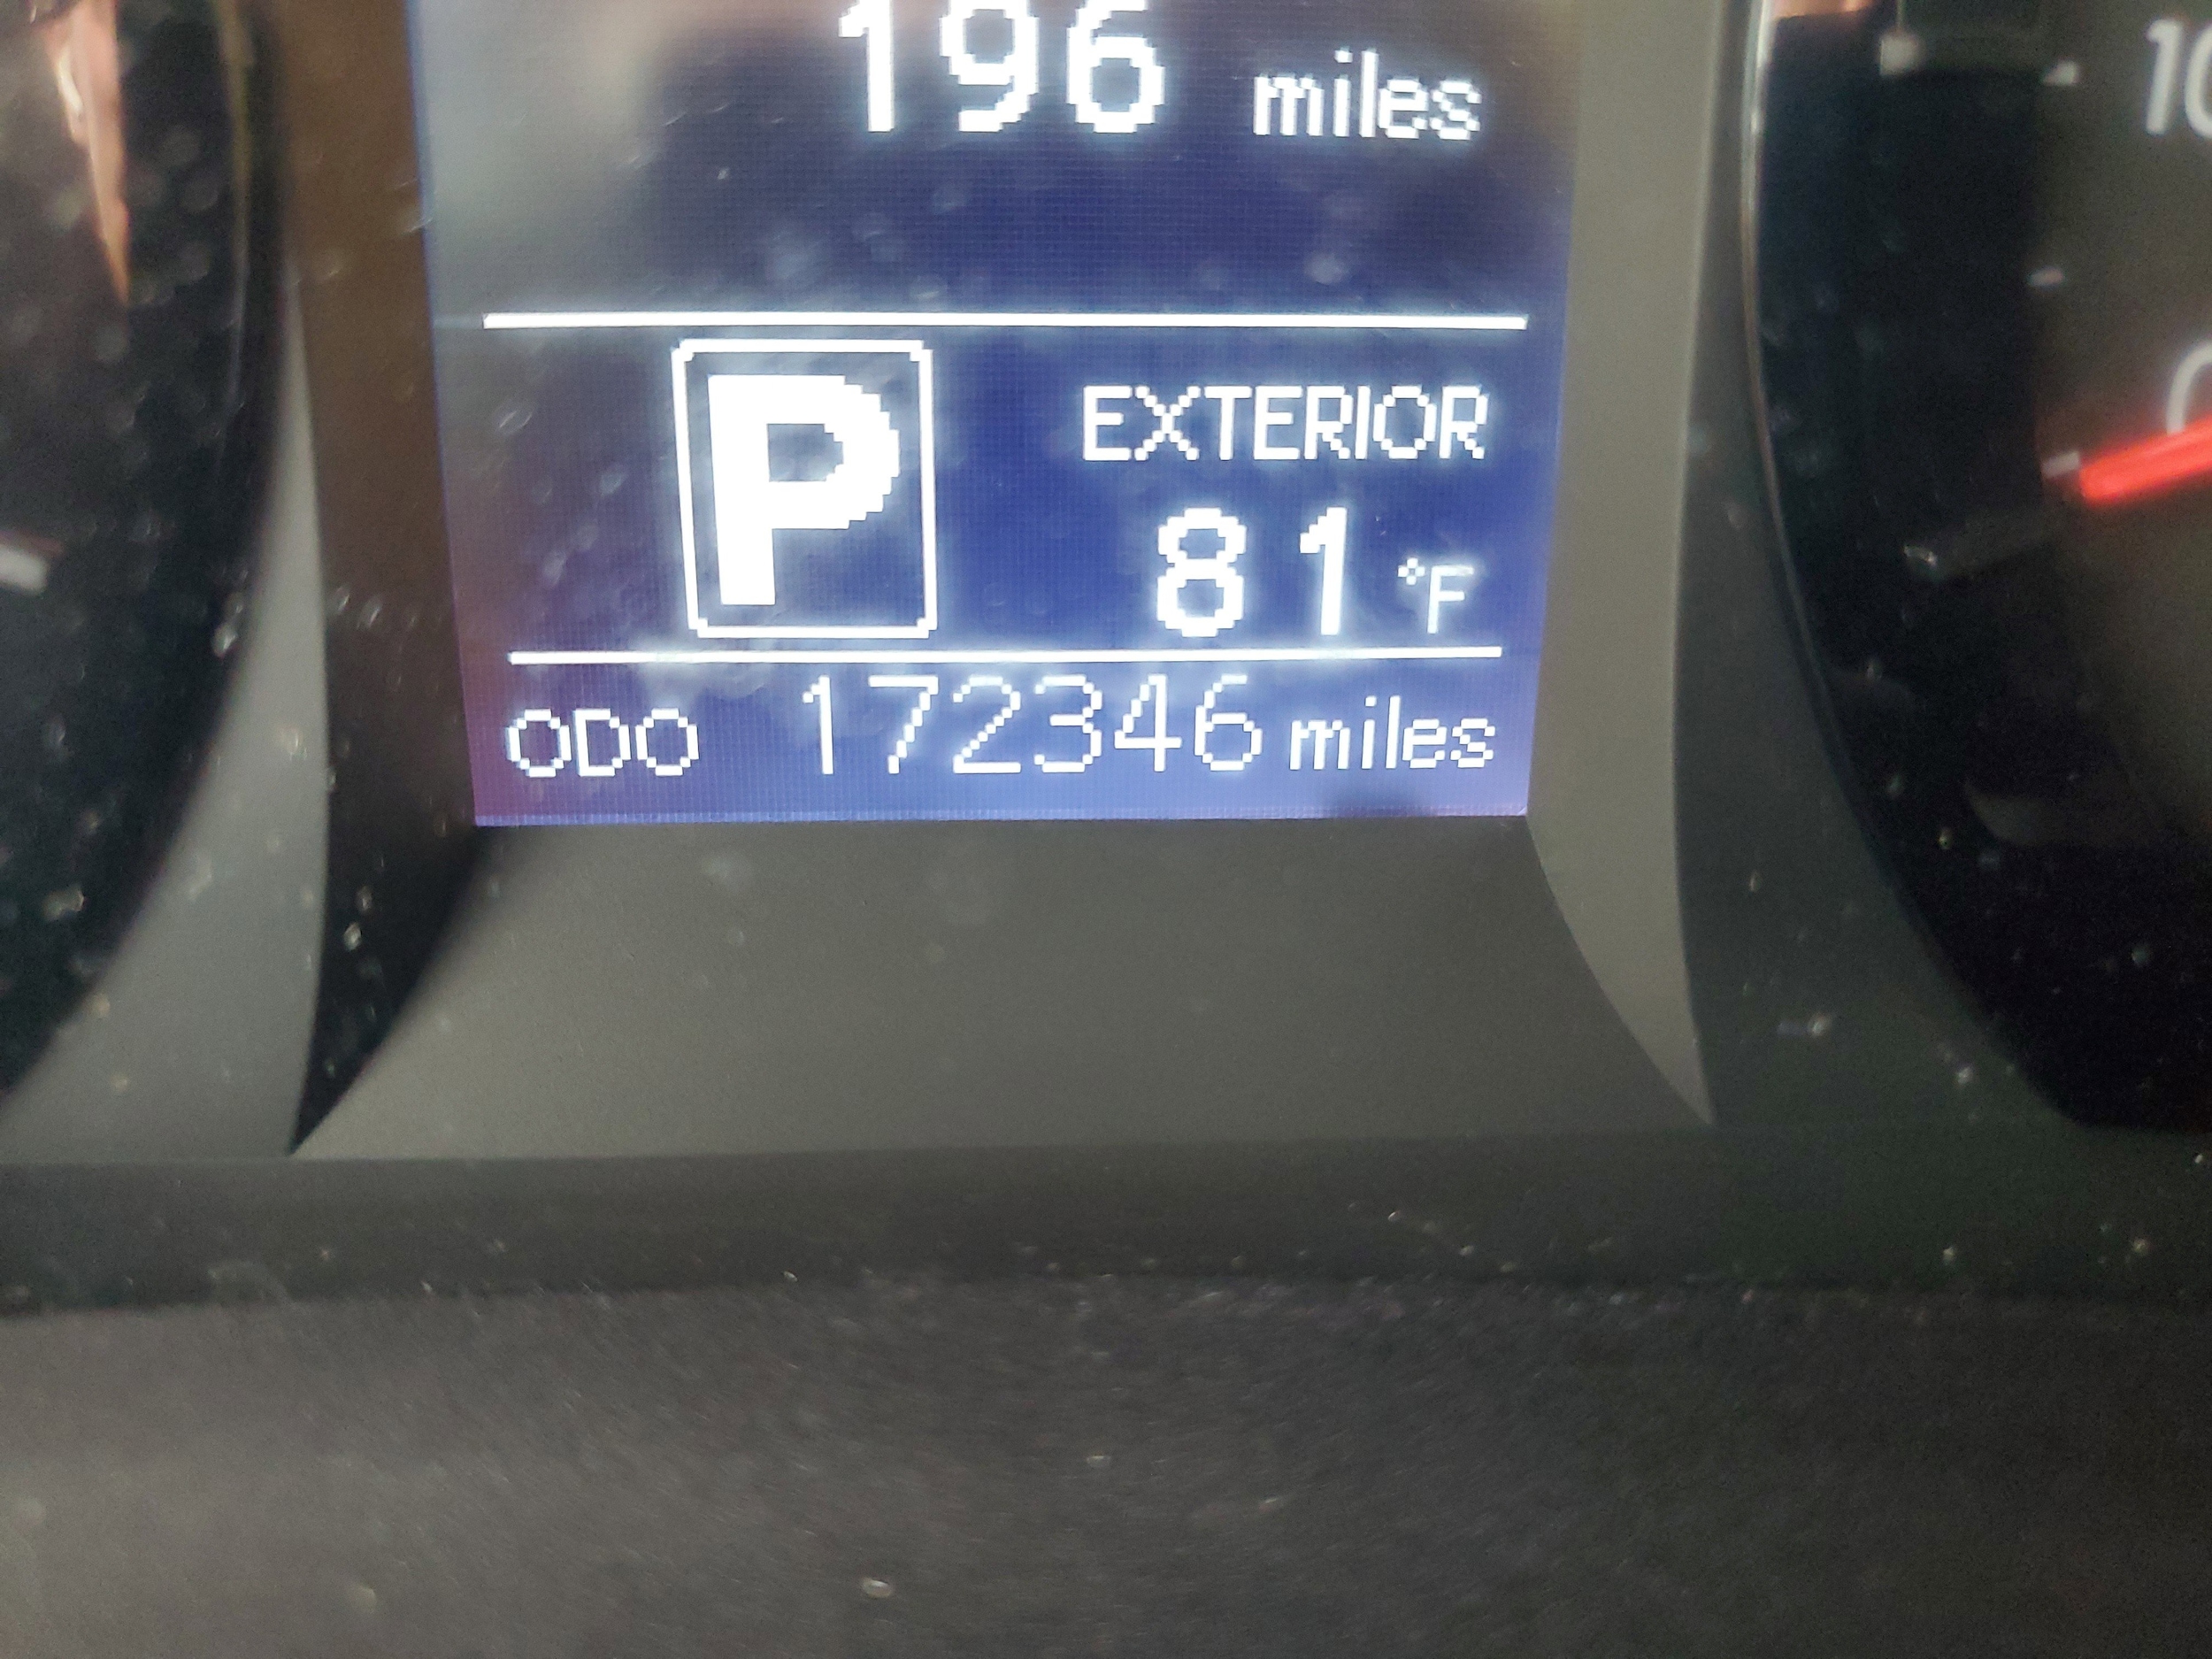 196 miles
P
EXTERIOR
81 °F
ODO 172346 miles